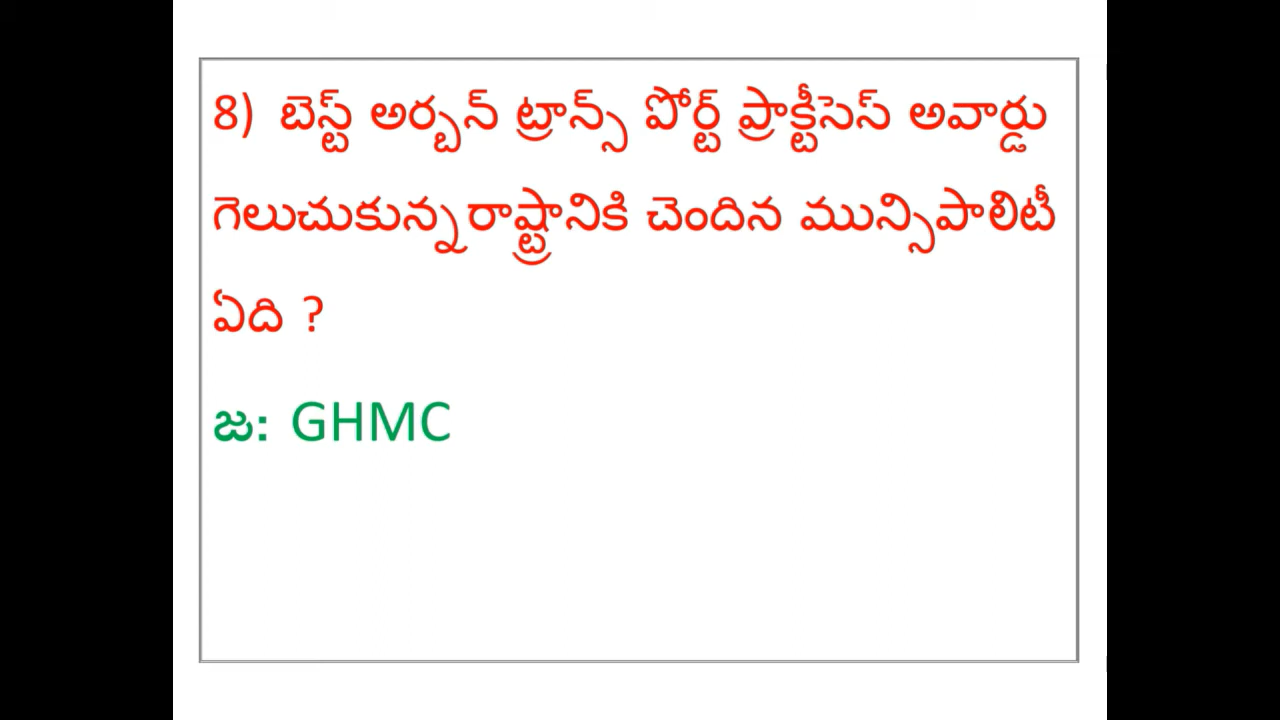 8) బెస్ట్ అర్బన్ ట్రాన్స్ పోర్ట్ ప్రాక్టీసెస్ అవార్డు
గెలుచుకున్న రాష్ట్రానికి చెందిన మున్సిపాలిటీ
ఏది ?
జ: GHMC